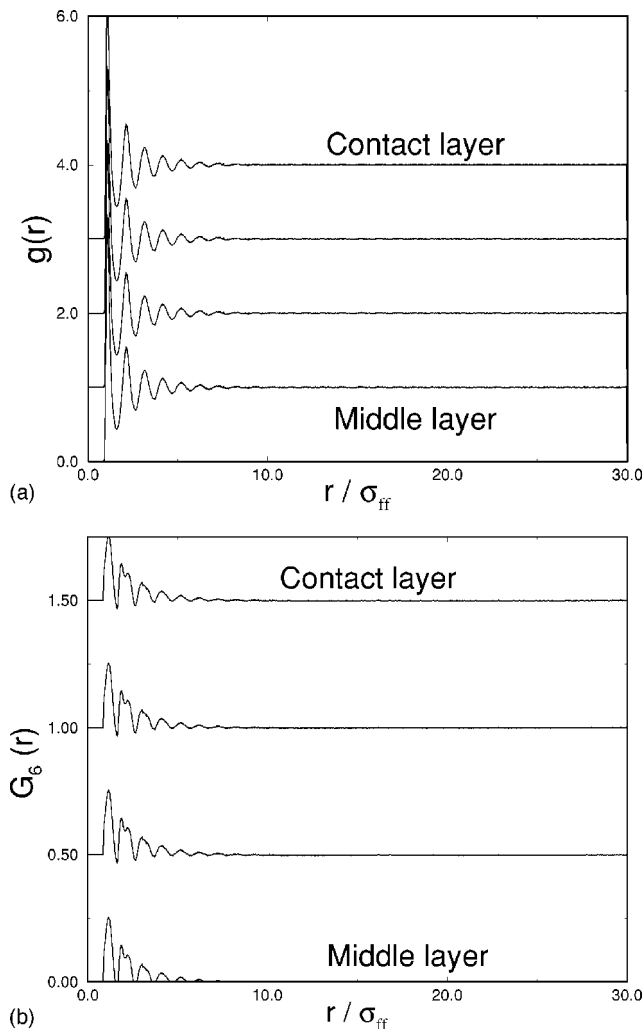 6.0
Contact layer
4.0
g(r)
2.0
Middle layer
0.0
0.0 10.0 20.0 30.0
(a)
r / σff
Contact layer
1.50
1.00
G6 (r)
0.50
Middle layer
0.00
0.0 10.0 20.0 30.0
(b)
r / σff